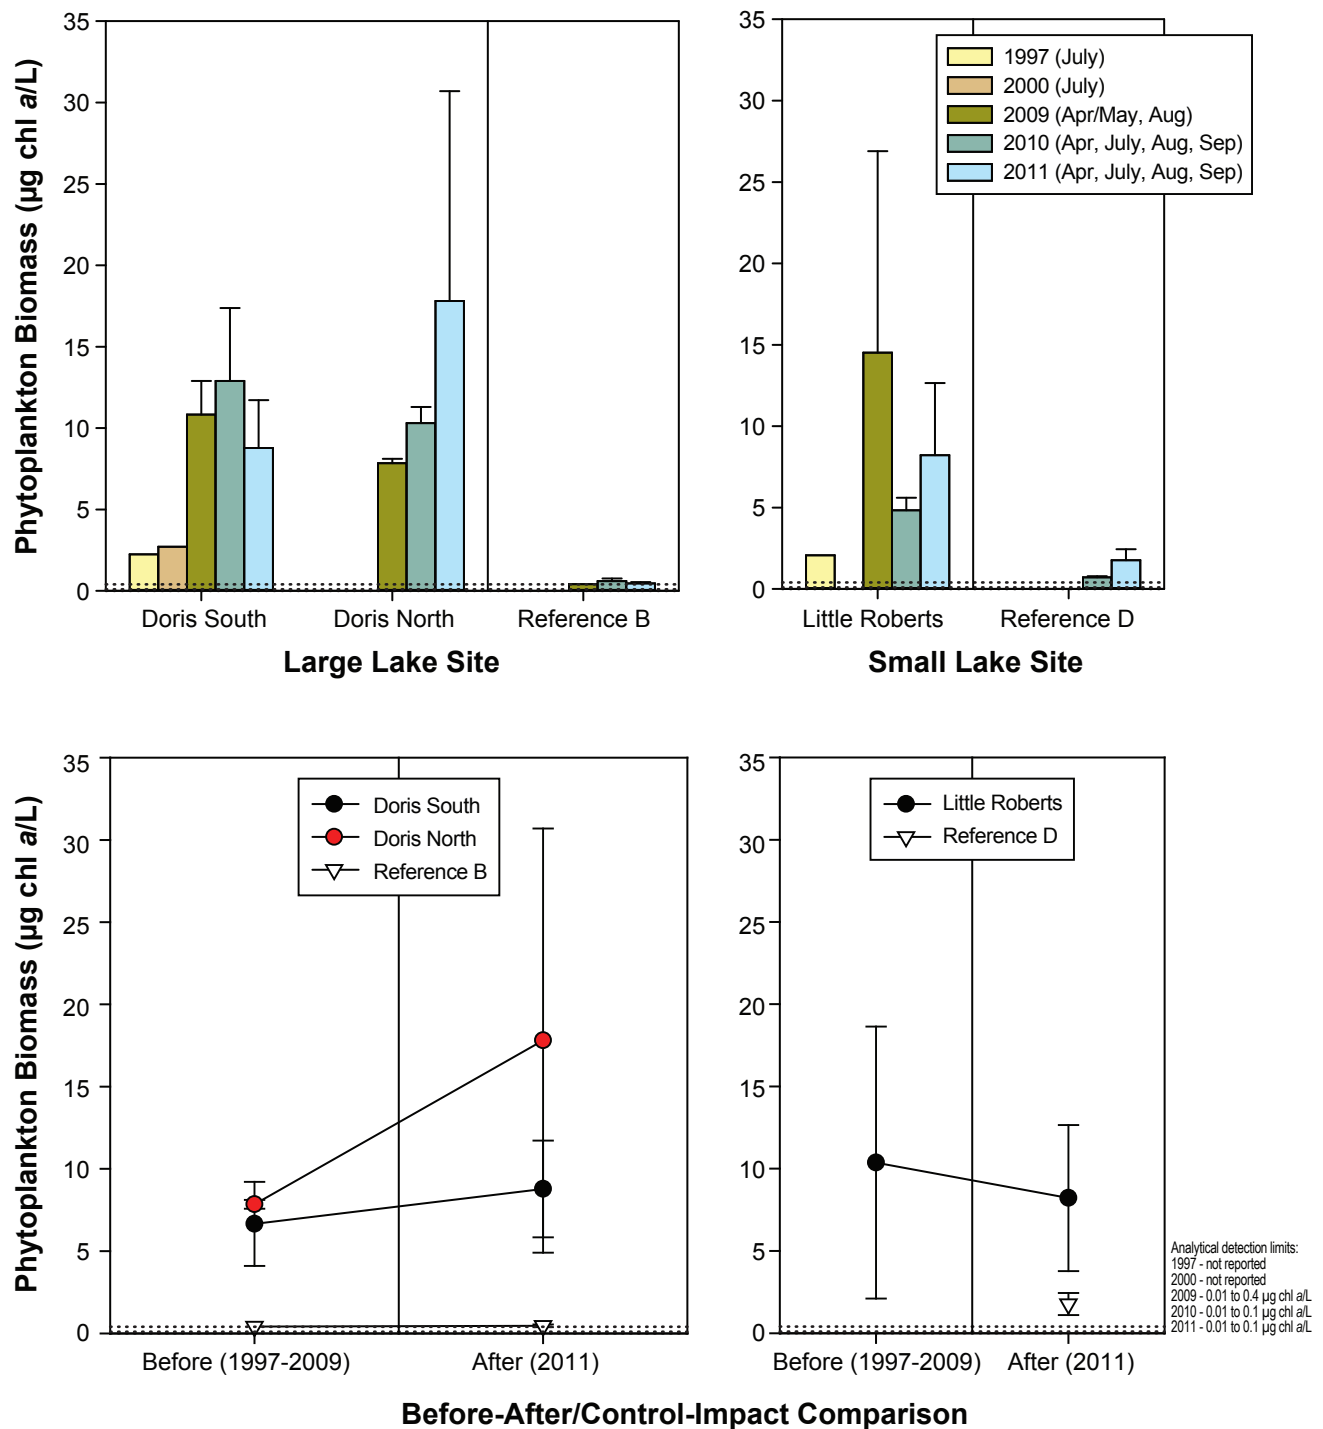 Phytoplankton Biomass (µg chl a/L)
35
30
25
20
15
10
5
0
Doris South
Doris North
Reference B
Large Lake Site
35
30
25
20
15
10
5
0
1997 (July)
2000 (July)
2009 (Apr/May, Aug)
2010 (Apr, July, Aug, Sep)
2011 (Apr, July, Aug, Sep)
Little Roberts
Reference D
Small Lake Site
Phytoplankton Biomass (µg chl a/L)
35
30
25
20
15
10
5
0
Doris South
Doris North
Reference B
Before (1997-2009)
After (2011)
35
30
25
20
15
10
5
0
Little Roberts
Reference D
Before (1997-2009)
After (2011)
Analytical detection limits:
1997 - not reported
2000 - not reported
2009 - 0.01 to 0.4 µg chl a/L
2010 - 0.01 to 0.1 µg chl a/L
2011 - 0.01 to 0.1 µg chl a/L
Before-After/Control-Impact Comparison